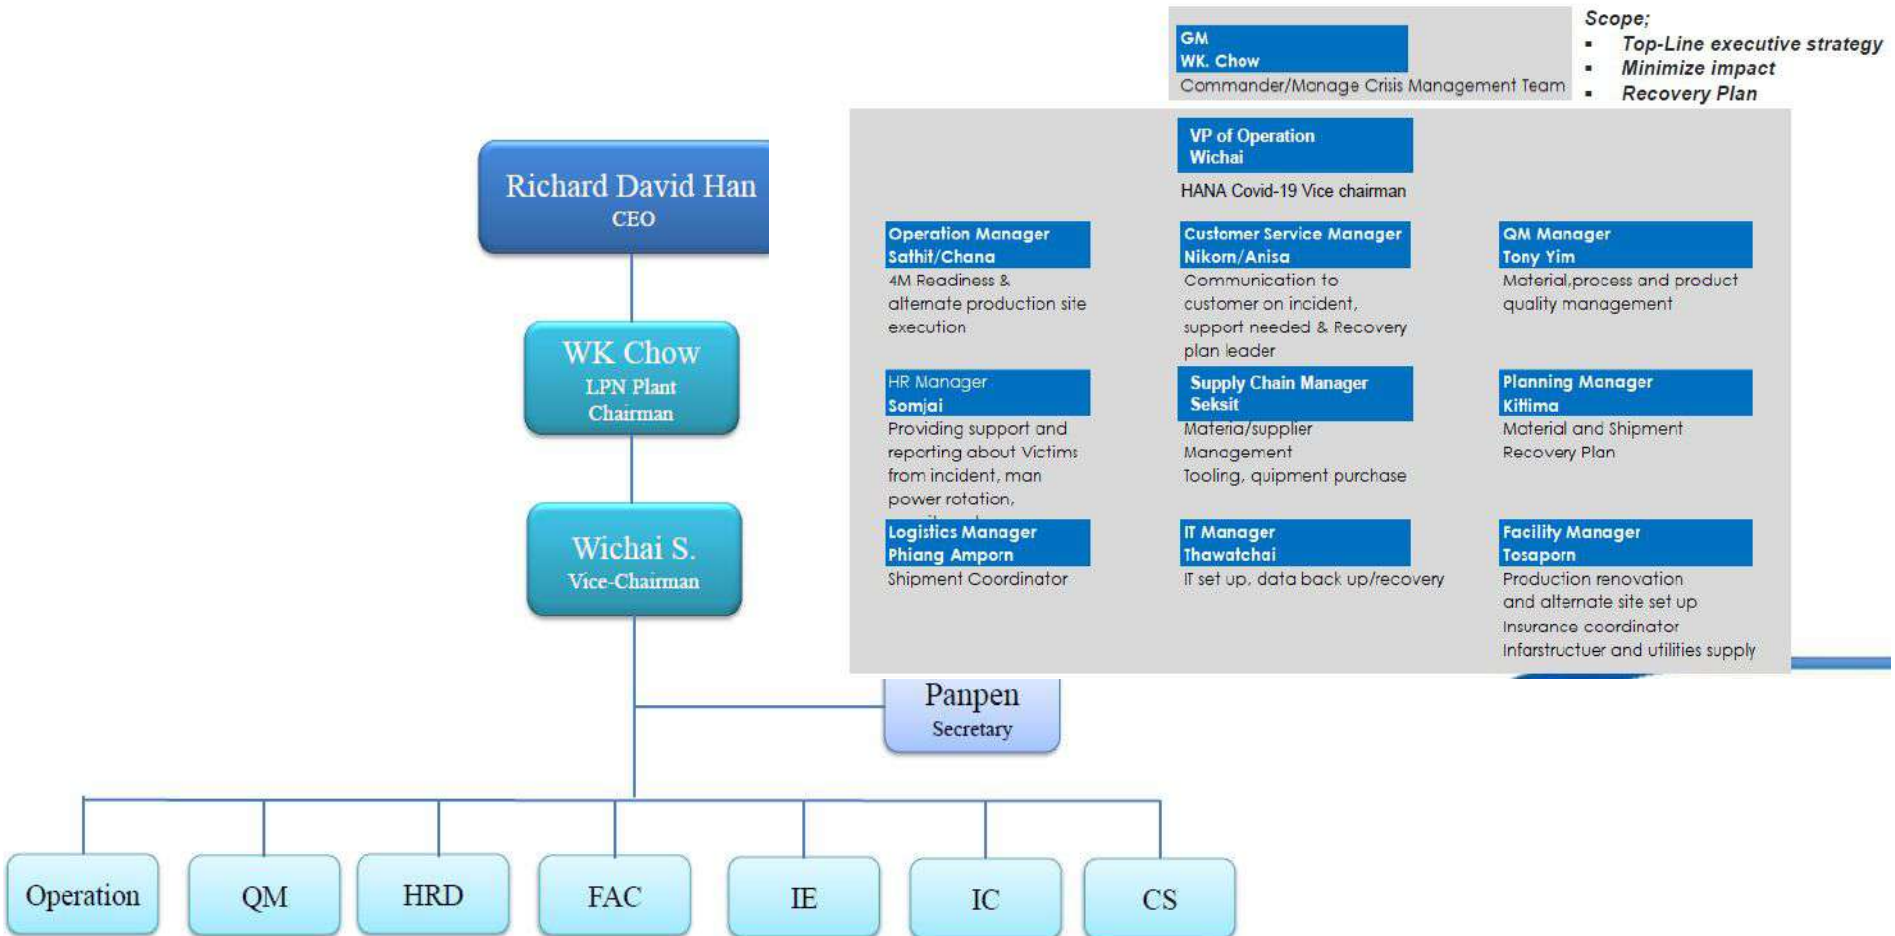 GM
WK. Chow
Commander/Manage Crisis Management Team
Scope;
▪ Top-Line executive strategy
▪ Minimize impact
▪ Recovery Plan
VP of Operation
Wichai
HANA Covid-19 Vice chairman
Operation Manager
Sathit/Chana
4M Readiness &
alternate production site
execution
Customer Service Manager
Nikorn/Anisa
Communication to
customer on incident,
support needed & Recovery
plan leader
QM Manager
Tony Yim
Material,process and product
quality management
HR Manager
Somjai
Providing support and
reporting about Victims
from incident, man
power rotation,
Supply Chain Manager
Seksit
Materia/supplier
Management
Tooling, quipment purchase
Planning Manager
Kittima
Material and Shipment
Recovery Plan
Logistics Manager
Phiang Amporn
Shipment Coordinator
IT Manager
Thawatchai
IT set up, data back up/recovery
Facility Manager
Tosaporn
Production renovation
and alternate site set up
Insurance coordinator
Infarstructuer and utilities supply
Richard David Han
CEO
WK Chow
LPN Plant
Chairman
Wichai S.
Vice-Chairman
Panpen
Secretary
Operation
QM
HRD
FAC
IE
IC
CS